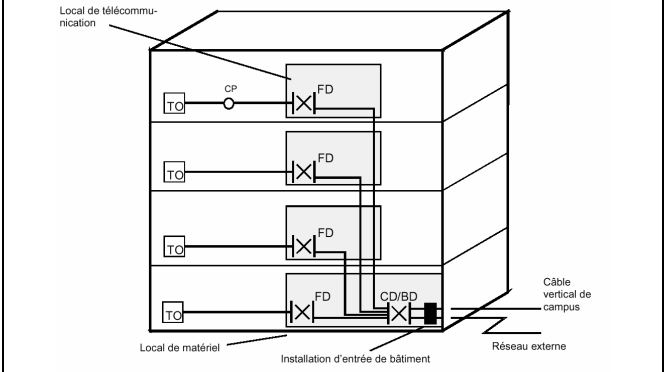 Local de télécommu-
nication
CP
FD
TO
FD
TO
FD
TO
FD
CD/BD
TO
Câble
vertical de
campus
Local de matériel
Installation d'entrée de bâtiment
Réseau externe